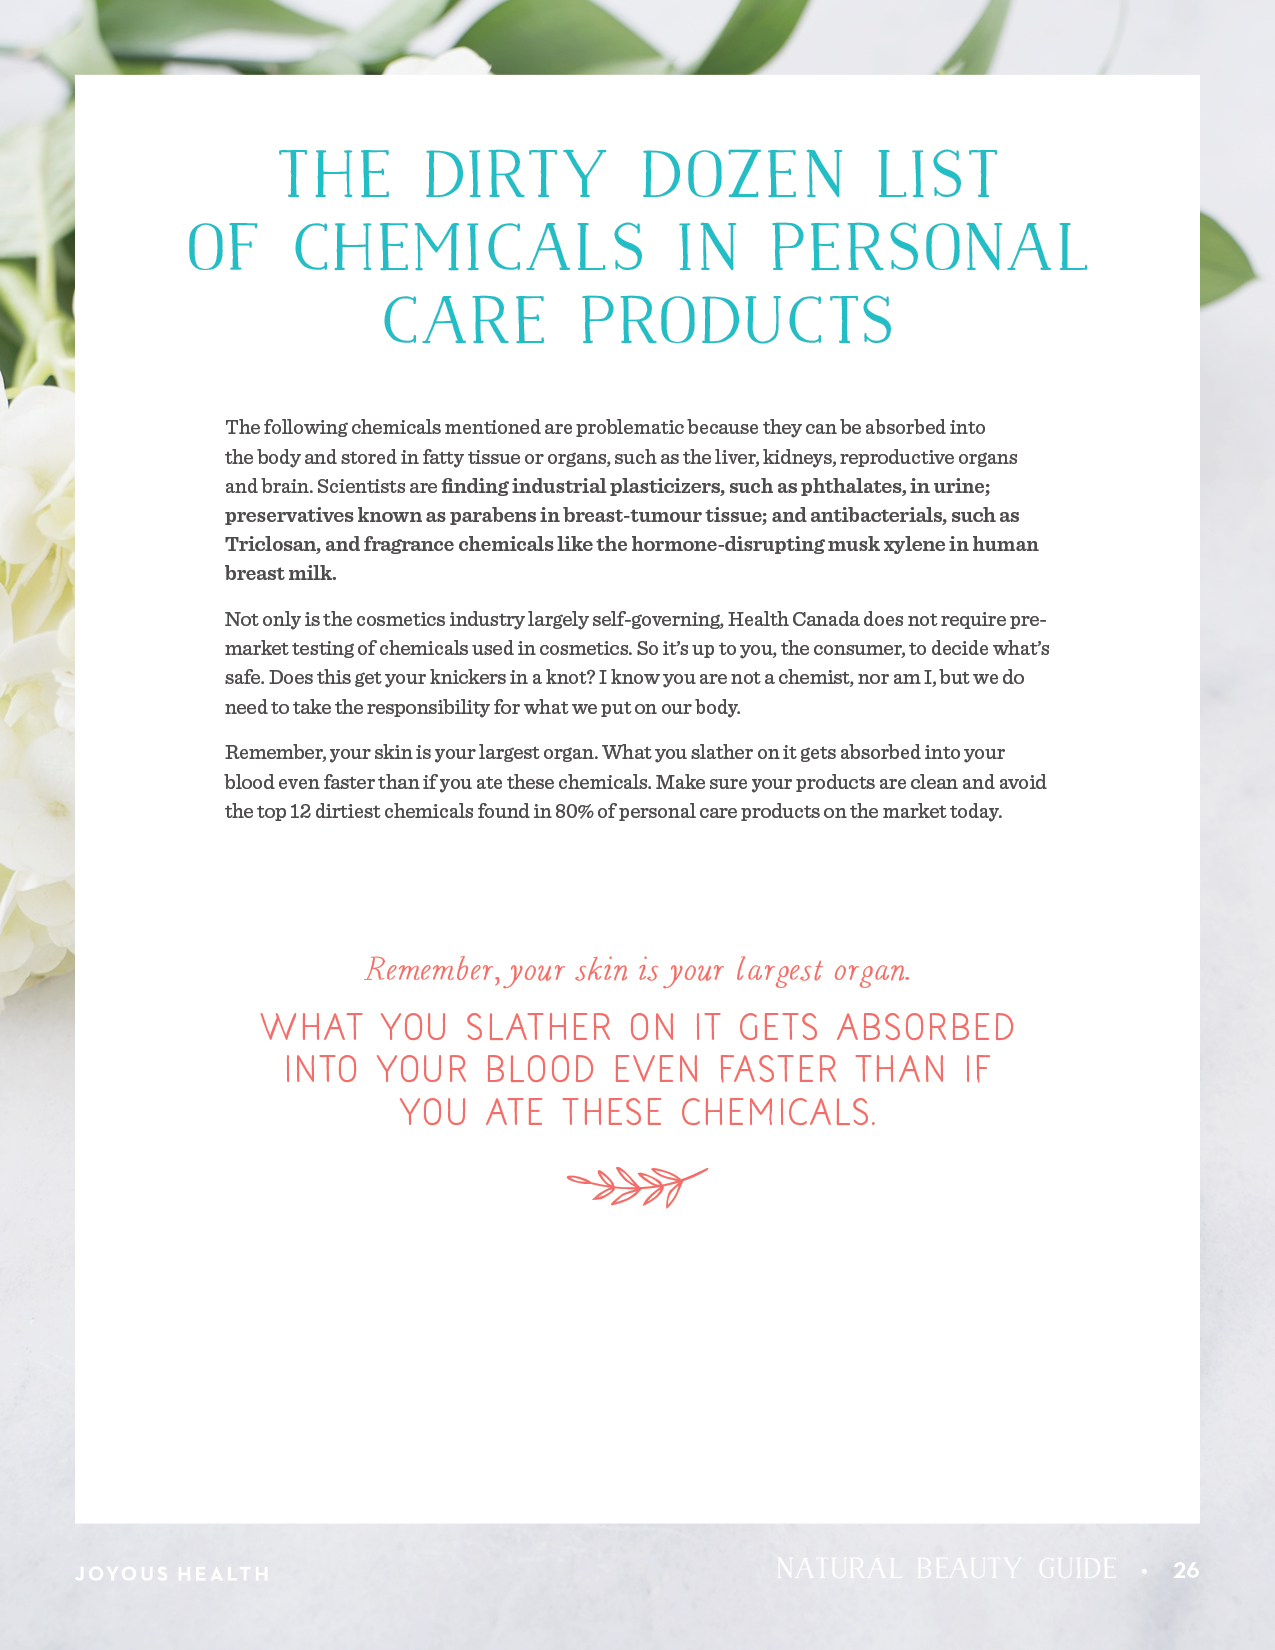 THE DIRTY DOZEN LIST
OF CHEMICALS IN PERSONAL
CARE PRODUCTS
The following chemicals mentioned are problematic because they can be absorbed into
the body and stored in fatty tissue or organs, such as the liver, kidneys, reproductive organs
and brain. Scientists are finding industrial plasticizers, such as phthalates, in urine;
preservatives known as parabens in breast-tumour tissue; and antibacterials, such as
Triclosan, and fragrance chemicals like the hormone-disrupting musk xylene in human
breast milk.
Not only is the cosmetics industry largely self-governing, Health Canada does not require pre-
market testing of chemicals used in cosmetics. So it's up to you, the consumer, to decide what's
safe. Does this get your knickers in a knot? I know you are not a chemist, nor am I, but we do
need to take the responsibility for what we put on our body.
Remember, your skin is your largest organ. What you slather on it gets absorbed into your
blood even faster than if you ate these chemicals. Make sure your products are clean and avoid
the top 12 dirtiest chemicals found in 80% of personal care products on the market today.
Remember, your skin is your largest organ.
WHAT YOU SLATHER ON IT GETS ABSORBED
INTO YOUR BLOOD EVEN FASTER THAN IF
YOU ATE THESE CHEMICALS.
JOYOUS HEALTH
NATURAL BEAUTY GUIDE • 26